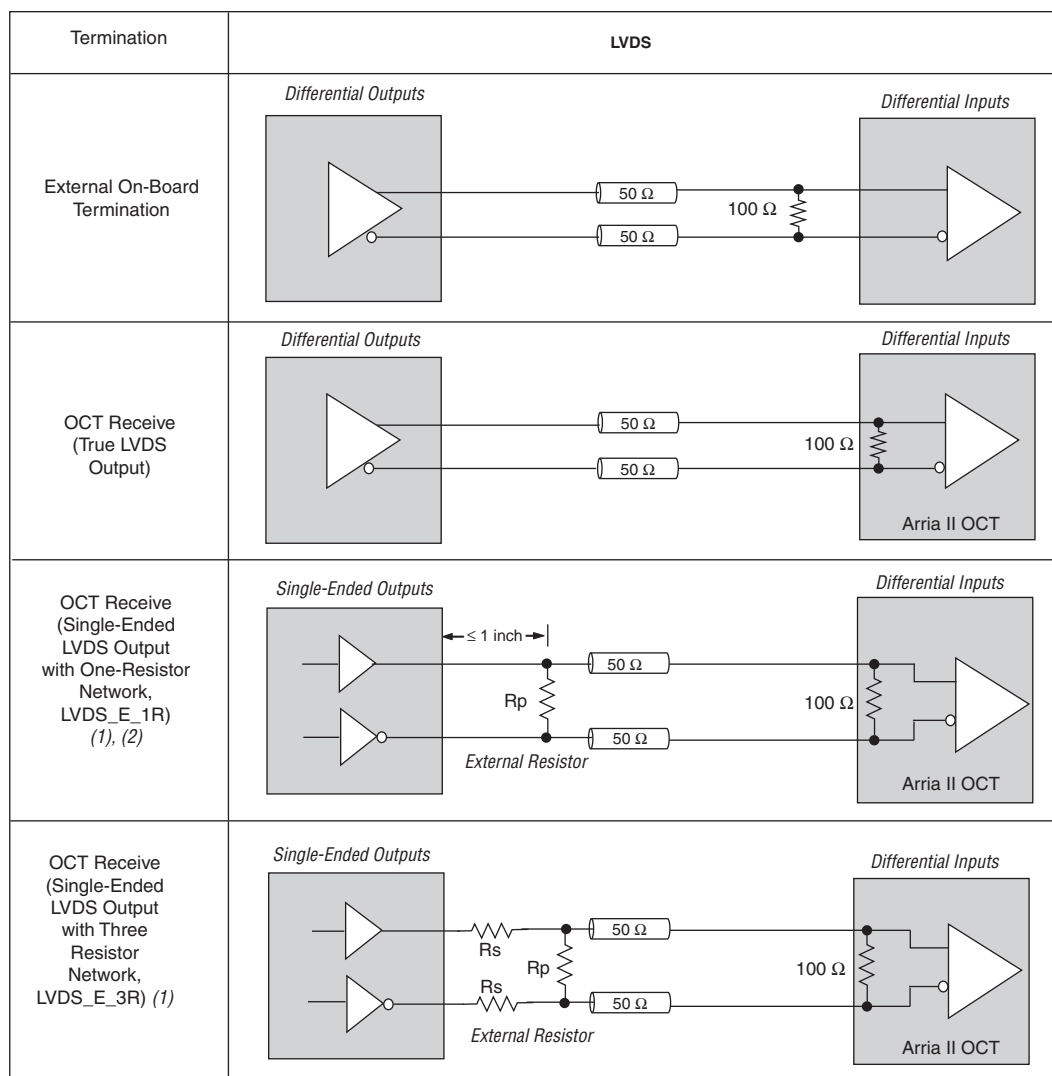 Termination
LVDS
External On-Board
Termination
Differential Outputs
Differential Inputs
50 Ω
50 Ω
100 Ω
OCT Receive
(True LVDS
Output)
Differential Outputs
Differential Inputs
50 Ω
50 Ω
100 Ω
Arria II OCT
OCT Receive
(Single-Ended
LVDS Output
with One-Resistor
Network,
LVDS_E_1R)
(1), (2)
Single-Ended Outputs
Differential Inputs
≤ 1 inch
50 Ω
Rp
100 Ω
50 Ω
External Resistor
Arria II OCT
OCT Receive
(Single-Ended
LVDS Output
with Three
Resistor
Network,
LVDS_E_3R) (1)
Single-Ended Outputs
Differential Inputs
50 Ω
Rs
Rp
100 Ω
Rs
50 Ω
External Resistor
Arria II OCT